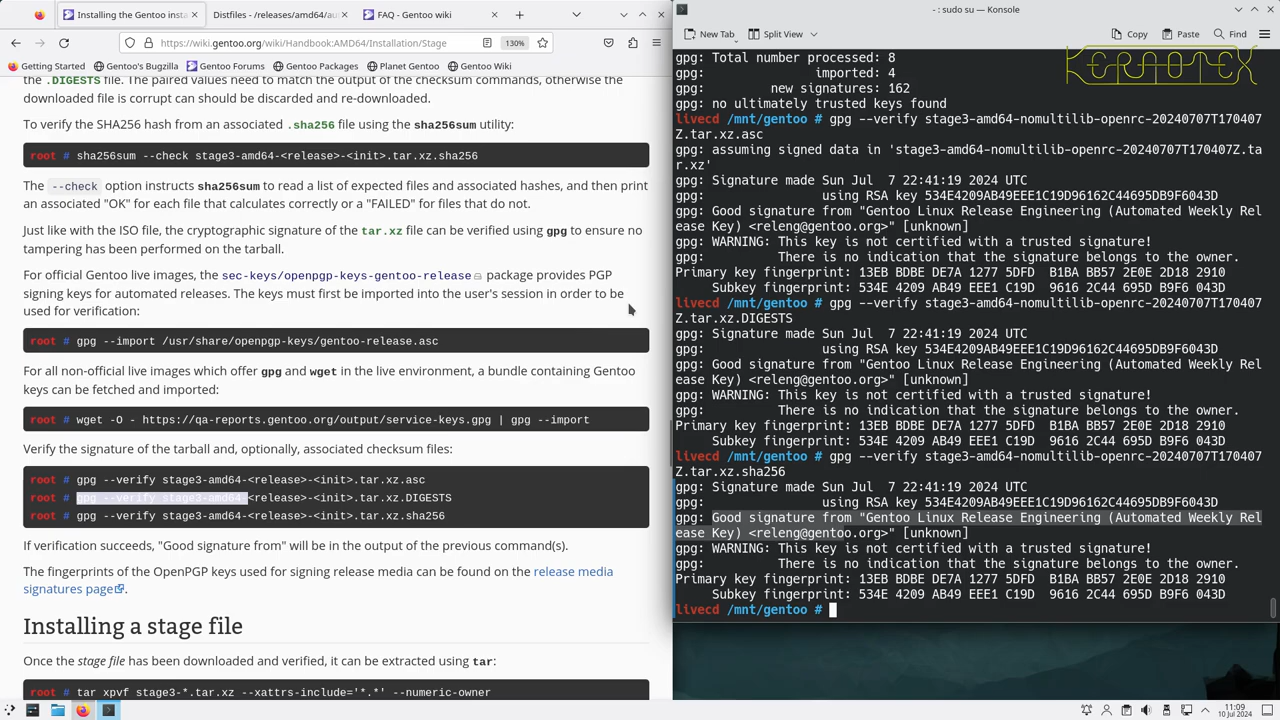 Installing the Gentoo insta
Distfiles - /releases/amd64/au
FAQ - Gentoo wiki
https://wiki.gentoo.org/wiki/Handbook:AMD64/Installation/Stage
130%
Getting Started
Gentoo's Bugzilla
Gentoo Forums
Gentoo Packages
Planet Gentoo
Gentoo Wiki
the .DIGESTS file. The paired values need to match the output of the checksum commands, otherwise the
downloaded file is corrupt can should be discarded and re-downloaded.
To verify the SHA256 hash from an associated .sha256 file using the sha256sum utility:
root # sha256sum --check stage3-amd64-<release>-<init>.tar.xz.sha256
The --check option instructs sha256sum to read a list of expected files and associated hashes, and then print
an associated "OK" for each file that calculates correctly or a "FAILED" for files that do not.
Just like with the ISO file, the cryptographic signature of the tar.xz file can be verified using gpg to ensure no
tampering has been performed on the tarball.
For official Gentoo live images, the sec-keys/openpgp-keys-gentoo-release package provides PGP
signing keys for automated releases. The keys must first be imported into the user's session in order to be
used for verification:
root # gpg --import /usr/share/openpgp-keys/gentoo-release.asc
For all non-official live images which offer gpg and wget in the live environment, a bundle containing Gentoo
keys can be fetched and imported:
root # wget -O - https://qa-reports.gentoo.org/output/service-keys.gpg | gpg --import
Verify the signature of the tarball and, optionally, associated checksum files:
root # gpg --verify stage3-amd64-<release>-<init>.tar.xz.asc
root # gpg --verify stage3-amd64-<release>-<init>.tar.xz.DIGESTS
root # gpg --verify stage3-amd64-<release>-<init>.tar.xz.sha256
If verification succeeds, "Good signature from" will be in the output of the previous command(s).
The fingerprints of the OpenPGP keys used for signing release media can be found on the release media
signatures page.
Installing a stage file
Once the stage file has been downloaded and verified, it can be extracted using tar:
root # tar xpvf stage3-*.tar.xz --xattrs-include='*.*' --numeric-owner
- : sudo su — Konsole
New Tab
Split View
Copy
Paste
Find
KERNOTEX
gpg: Total number processed: 8
gpg:               imported: 4
gpg:         new signatures: 162
gpg: no ultimately trusted keys found
livecd /mnt/gentoo # gpg --verify stage3-amd64-nomultilib-openrc-20240707T170407
Z.tar.xz.asc
gpg: assuming signed data in 'stage3-amd64-nomultilib-openrc-20240707T170407Z.ta
r.xz'
gpg: Signature made Sun Jul  7 22:41:19 2024 UTC
gpg:                using RSA key 534E4209AB49EEE1C19D96162C44695DB9F6043D
gpg: Good signature from "Gentoo Linux Release Engineering (Automated Weekly Rel
ease Key) <releng@gentoo.org>" [unknown]
gpg: WARNING: This key is not certified with a trusted signature!
gpg:          There is no indication that the signature belongs to the owner.
Primary key fingerprint: 13EB BDBE DE7A 1277 5DFD  B1BA BB57 2E0E 2D18 2910
     Subkey fingerprint: 534E 4209 AB49 EEE1 C19D  9616 2C44 695D B9F6 043D
livecd /mnt/gentoo # gpg --verify stage3-amd64-nomultilib-openrc-20240707T170407
Z.tar.xz.DIGESTS
gpg: Signature made Sun Jul  7 22:41:19 2024 UTC
gpg:                using RSA key 534E4209AB49EEE1C19D96162C44695DB9F6043D
gpg: Good signature from "Gentoo Linux Release Engineering (Automated Weekly Rel
ease Key) <releng@gentoo.org>" [unknown]
gpg: WARNING: This key is not certified with a trusted signature!
gpg:          There is no indication that the signature belongs to the owner.
Primary key fingerprint: 13EB BDBE DE7A 1277 5DFD  B1BA BB57 2E0E 2D18 2910
     Subkey fingerprint: 534E 4209 AB49 EEE1 C19D  9616 2C44 695D B9F6 043D
livecd /mnt/gentoo # gpg --verify stage3-amd64-nomultilib-openrc-20240707T170407
Z.tar.xz.sha256
gpg: Signature made Sun Jul  7 22:41:19 2024 UTC
gpg:                using RSA key 534E4209AB49EEE1C19D96162C44695DB9F6043D
gpg: Good signature from "Gentoo Linux Release Engineering (Automated Weekly Rel
ease Key) <releng@gentoo.org>" [unknown]
gpg: WARNING: This key is not certified with a trusted signature!
gpg:          There is no indication that the signature belongs to the owner.
Primary key fingerprint: 13EB BDBE DE7A 1277 5DFD  B1BA BB57 2E0E 2D18 2910
     Subkey fingerprint: 534E 4209 AB49 EEE1 C19D  9616 2C44 695D B9F6 043D
livecd /mnt/gentoo #
11:09
10 Jul 2024